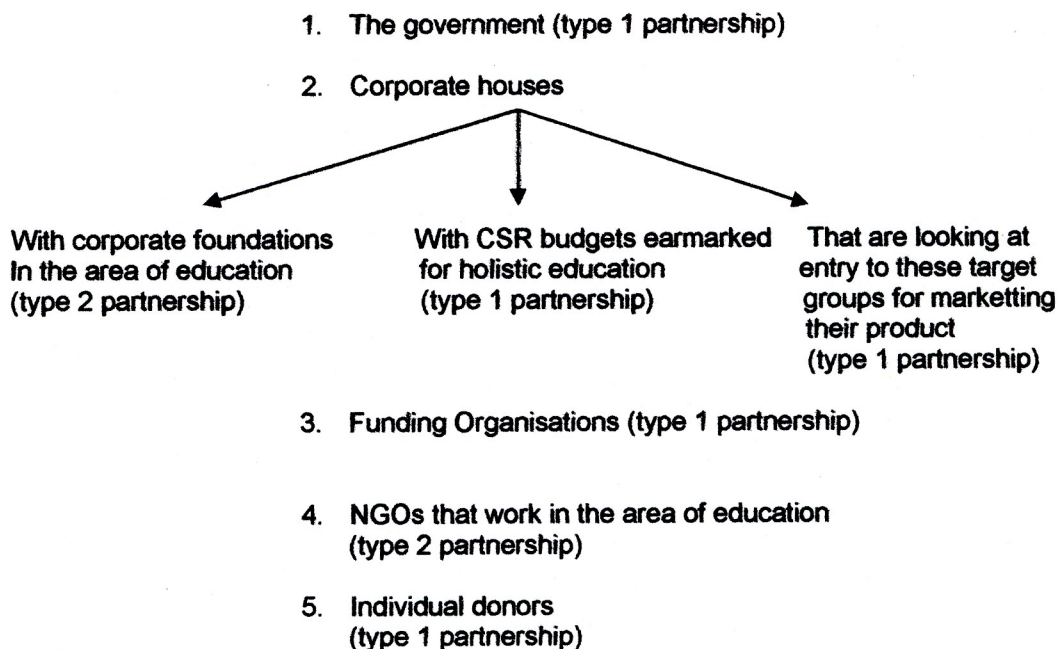 1. The government (type 1 partnership)
2. Corporate houses
With corporate foundations
In the area of education
(type 2 partnership)
With CSR budgets earmarked
for holistic education
(type 1 partnership)
That are looking at
entry to these target
groups for marketting
their product
(type 1 partnership)
3. Funding Organisations (type 1 partnership)
4. NGOs that work in the area of education
(type 2 partnership)
5. Individual donors
(type 1 partnership)